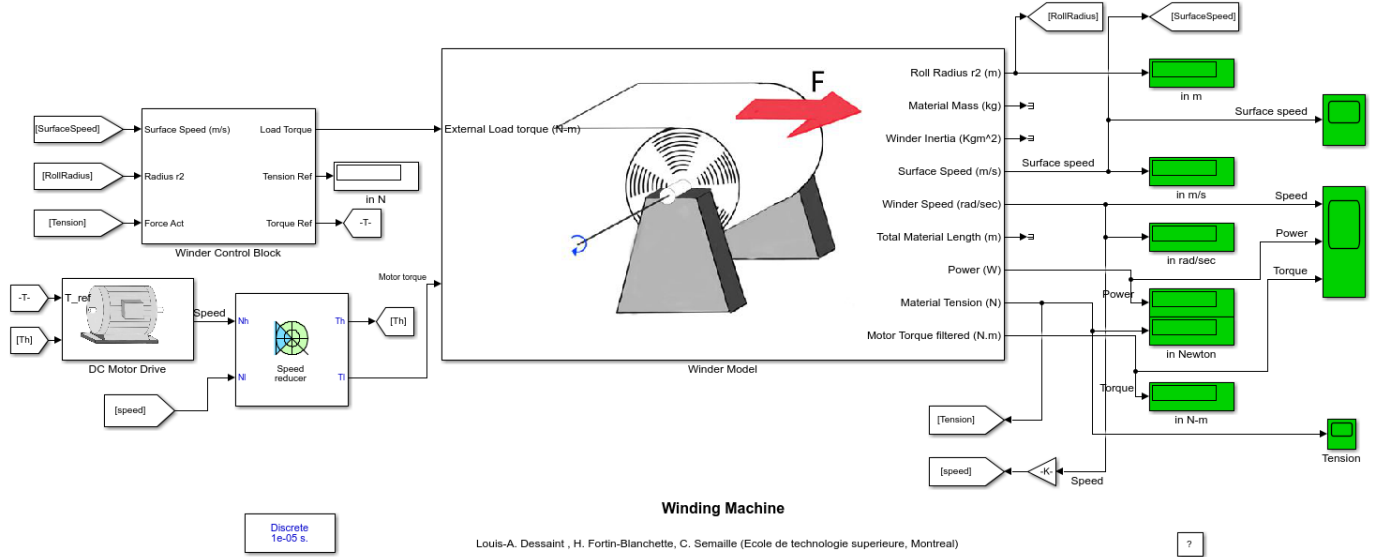 [RollRadius]
[SurfaceSpeed]
F
Roll Radius r2 (m)
in m
Material Mass (kg)
Surface speed
[SurfaceSpeed]
Surface Speed (m/s)
Load Torque
External Load torque (N-m)
Winder Inertia (Kgm^2)
Surface Speed (m/s)
Surface speed
[RollRadius]
Radius r2
Tension Ref
in N
in m/s
Winder Speed (rad/sec)
Speed
[Tension]
Force Act
Torque Ref
-T-
Total Material Length (m)
Power
Winder Control Block
in rad/sec
Motor torque
Power (W)
Torque
-T-
T_ref
Power
Material Tension (N)
Speed
Nh
Th
[Th]
[Th]
Motor Torque filtered (N.m)
in Newton
DC Motor Drive
Speed
reducer
Winder Model
Nl
Tl
Torque
[speed]
in N-m
[Tension]
Tension
[speed]
-K-
Speed
Winding Machine
Discrete
1e-05 s.
Louis-A. Dessaint , H. Fortin-Blanchette, C. Semaille (Ecole de technologie superieure, Montreal)
?